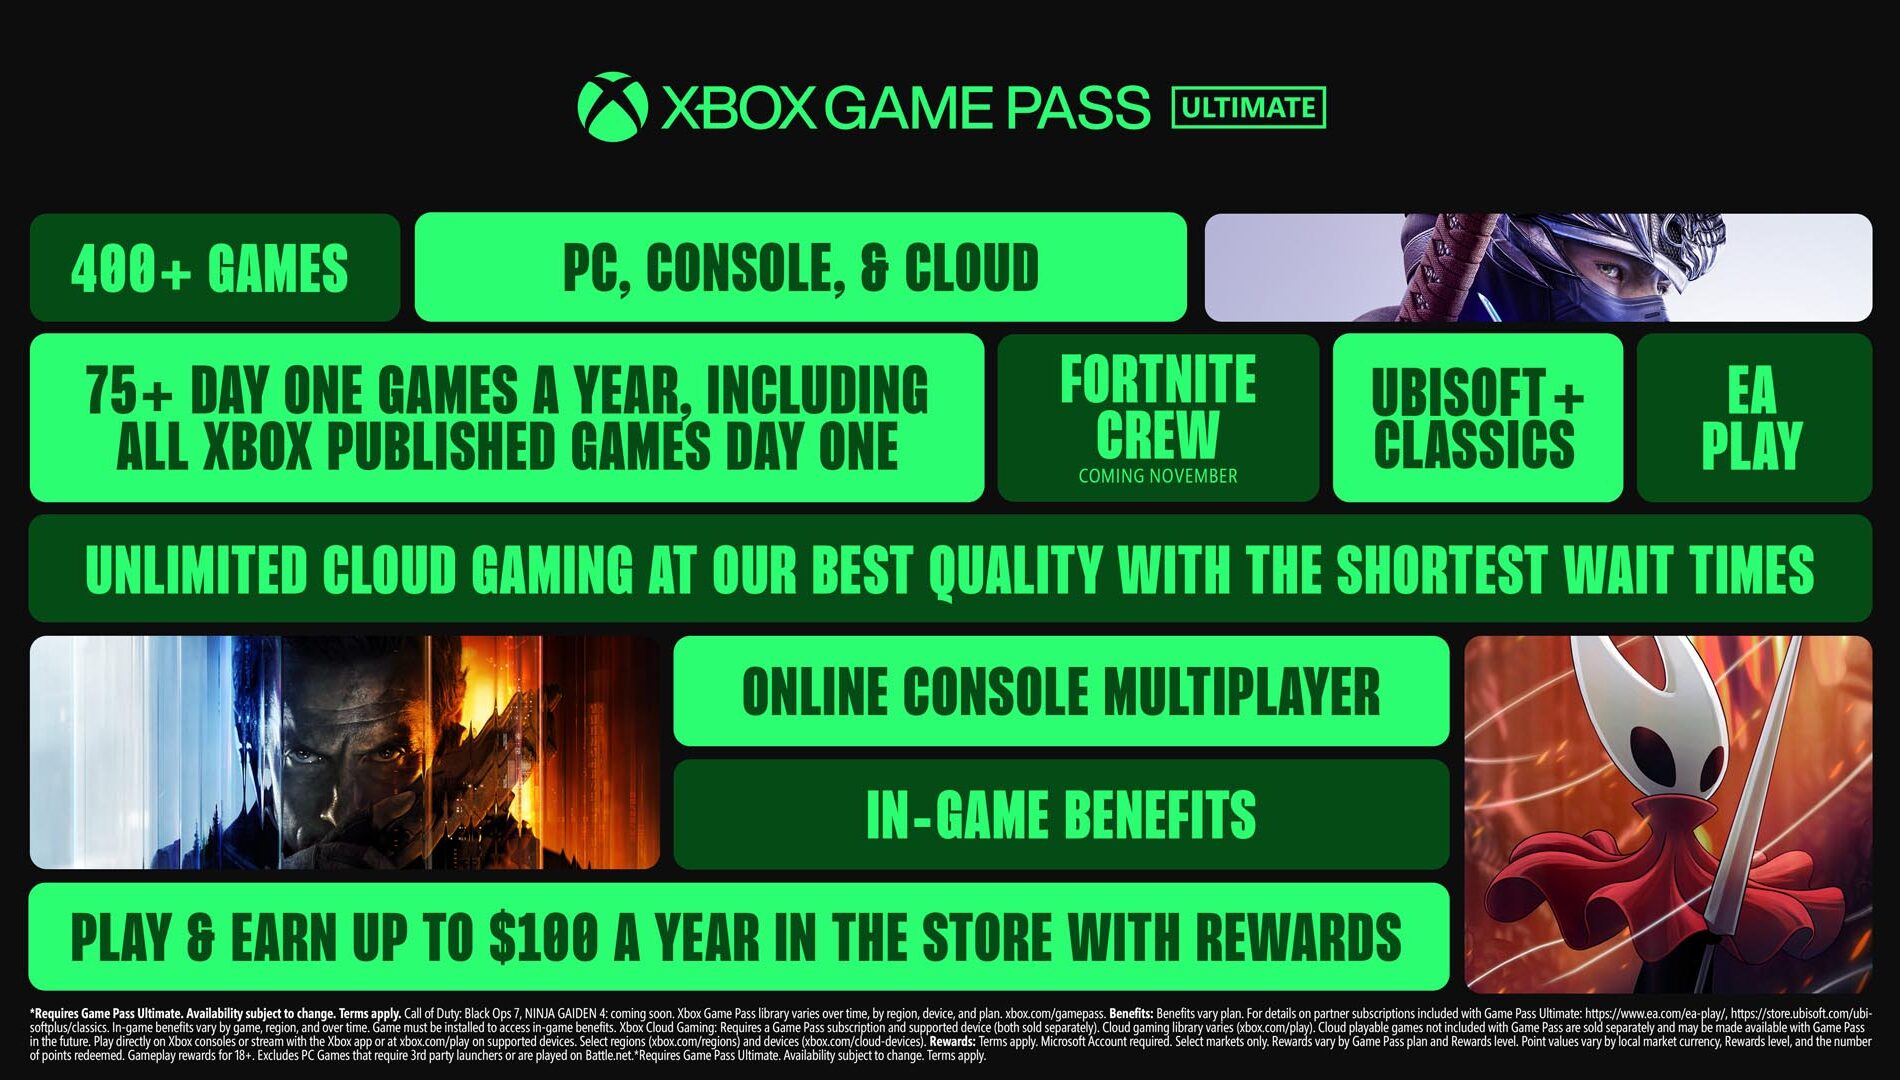 XBOX GAME PASS ULTIMATE
400+ GAMES
PC, CONSOLE, & CLOUD
75+ DAY ONE GAMES A YEAR, INCLUDING
ALL XBOX PUBLISHED GAMES DAY ONE
FORTNITE
CREW
COMING NOVEMBER
UBISOFT+
CLASSICS
EA
PLAY
UNLIMITED CLOUD GAMING AT OUR BEST QUALITY WITH THE SHORTEST WAIT TIMES
ONLINE CONSOLE MULTIPLAYER
IN-GAME BENEFITS
PLAY & EARN UP TO $100 A YEAR IN THE STORE WITH REWARDS
*Requires Game Pass Ultimate. Availability subject to change. Terms apply. Call of Duty: Black Ops 7, NINJA GAIDEN 4: coming soon. Xbox Game Pass library varies over time, by region, device, and plan. xbox.com/gamepass. Benefits: Benefits vary plan. For details on partner subscriptions included with Game Pass Ultimate: https://www.ea.com/ea-play/, https://store.ubisoft.com/ubi-
softplus/classics. In-game benefits vary by game, region, and over time. Game must be installed to access in-game benefits. Xbox Cloud Gaming: Requires a Game Pass subscription and supported device (both sold separately). Cloud gaming library varies (xbox.com/play). Cloud playable games not included with Game Pass are sold separately and may be made available with Game Pass
in the future. Play directly on Xbox consoles or stream with the Xbox app or at xbox.com/play on supported devices. Select regions (xbox.com/regions) and devices (xbox.com/cloud-devices). Rewards: Terms apply. Microsoft Account required. Select markets only. Rewards vary by Game Pass plan and Rewards level. Point values vary by local market currency, Rewards level, and the number
of points redeemed. Gameplay rewards for 18+. Excludes PC Games that require 3rd party launchers or are played on Battle.net.*Requires Game Pass Ultimate. Availability subject to change. Terms apply.